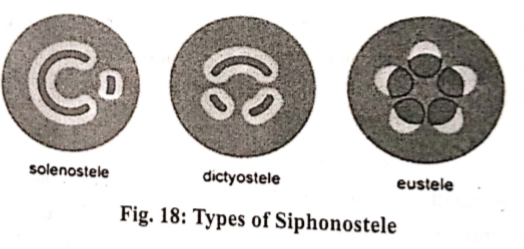 solenostele
dictyostele
eustele
Fig. 18: Types of Siphonostele